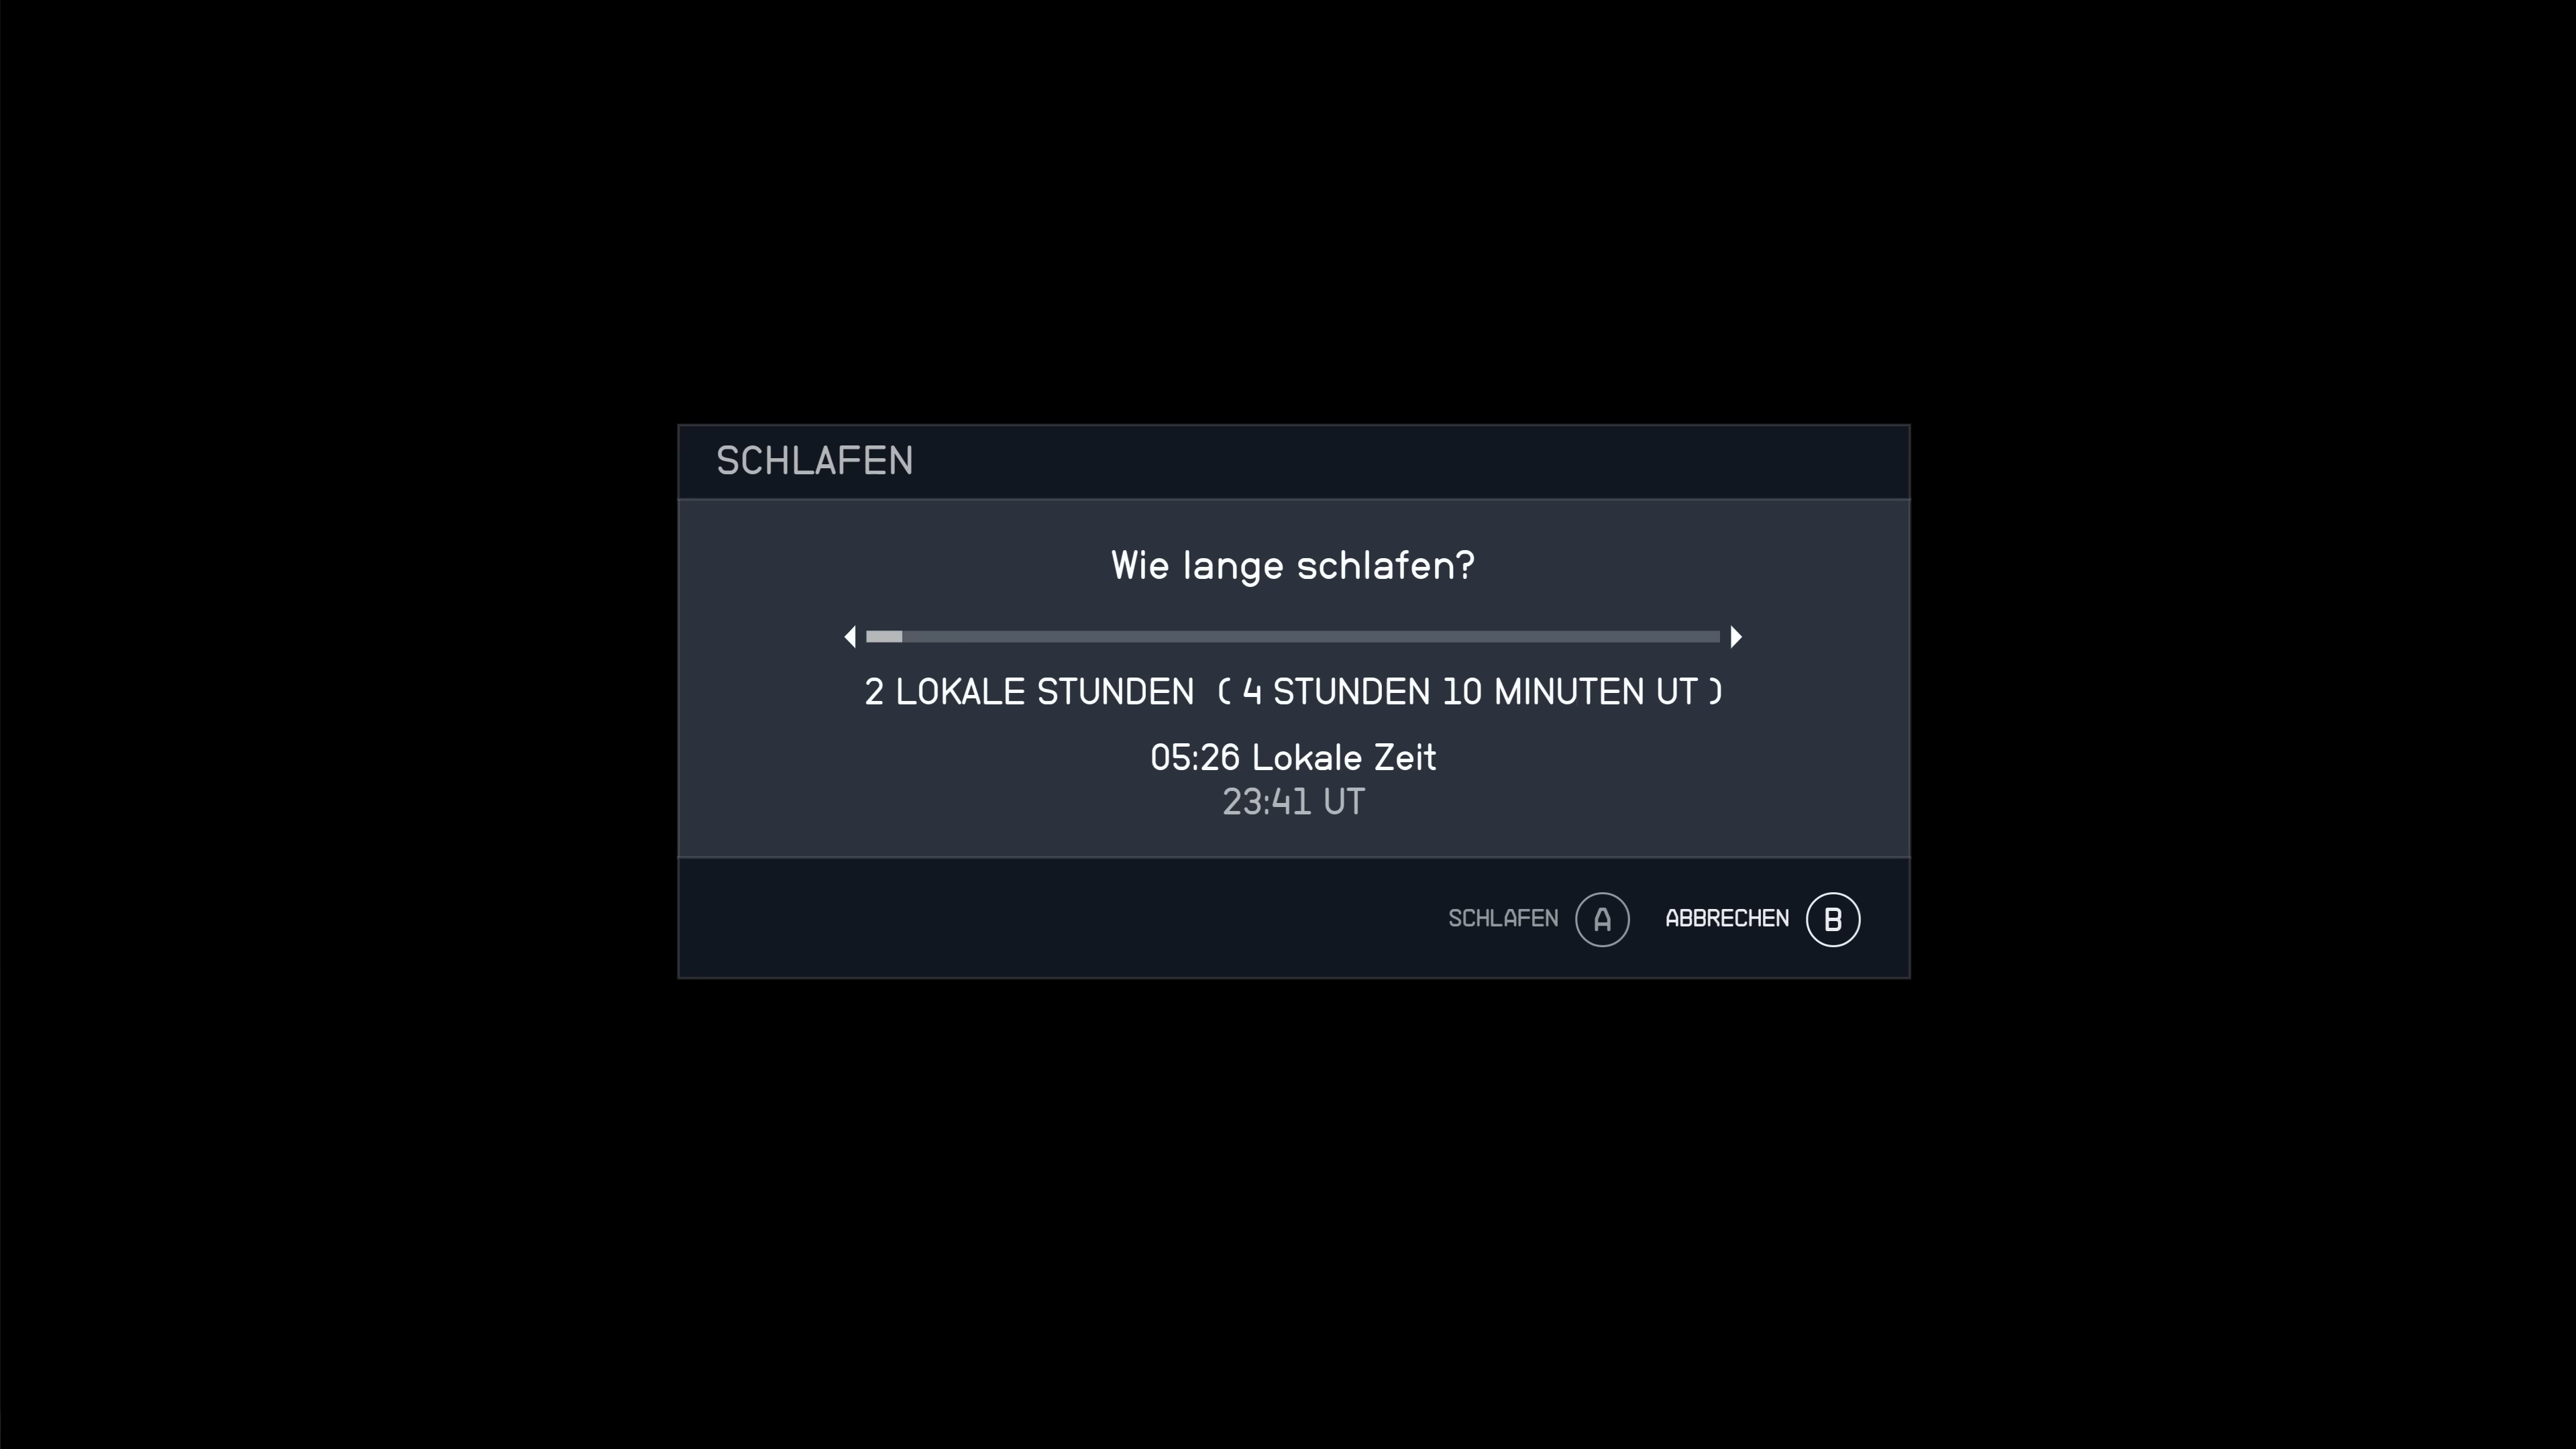 SCHLAFEN
Wie lange schlafen?
2 LOKALE STUNDEN ( 4 STUNDEN 10 MINUTEN UT )
05:26 Lokale Zeit
23:41 UT
SCHLAFEN A ABBRECHEN B